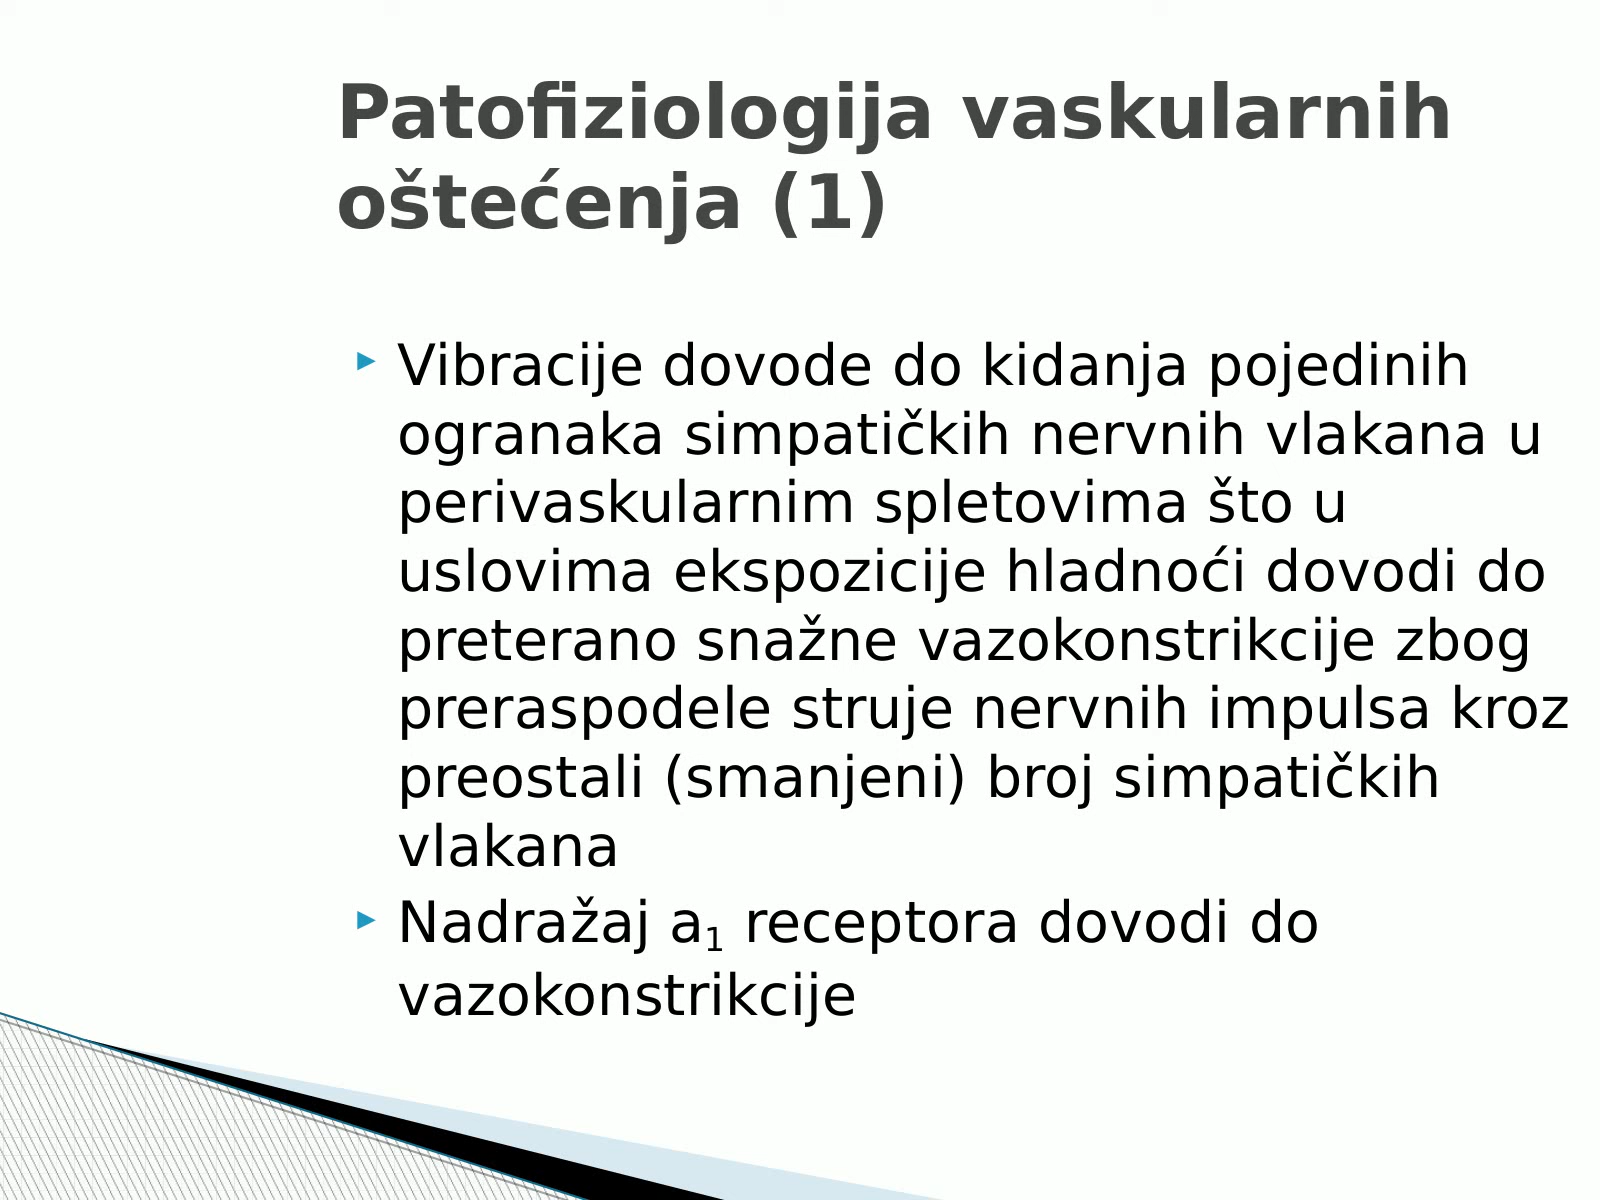 Patofiziologija vaskularnih
oštećenja (1)
Vibracije dovode do kidanja pojedinih
ogranaka simpatičkih nervnih vlakana u
perivaskularnim spletovima što u
uslovima ekspozicije hladnoći dovodi do
preterano snažne vazokonstrikcije zbog
preraspodele struje nervnih impulsa kroz
preostali (smanjeni) broj simpatičkih
vlakana
Nadražaj a₁ receptora dovodi do
vazokonstrikcije